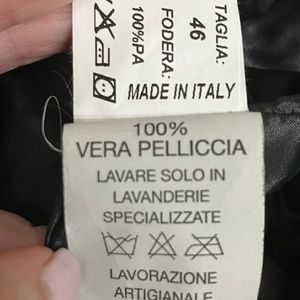 TAGLIA:
46
FODERA:
100%PA
MADE IN ITALY
100%
VERA PELLICCIA
LAVARE SOLO IN
LAVANDERIE
SPECIALIZZATE
LAVORAZIONE
ARTIGIANALE